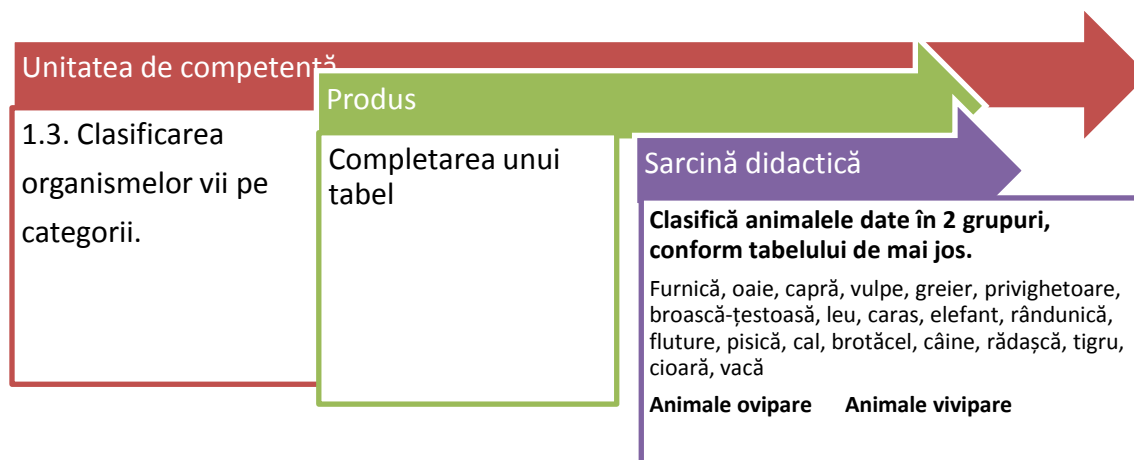 Unitatea de competență
1.3. Clasificarea
organismelor vii pe
categorii.
Produs
Completarea unui
tabel
Sarcină didactică
Clasifică animalele date în 2 grupuri,
conform tabelului de mai jos.
Furnică, oaie, capră, vulpe, greier, privighetoare,
broască-țestoasă, leu, caras, elefant, rândunică,
fluture, pisică, cal, brotăcel, câine, rădașcă, tigru,
cioară, vacă
Animale ovipare Animale vivipare